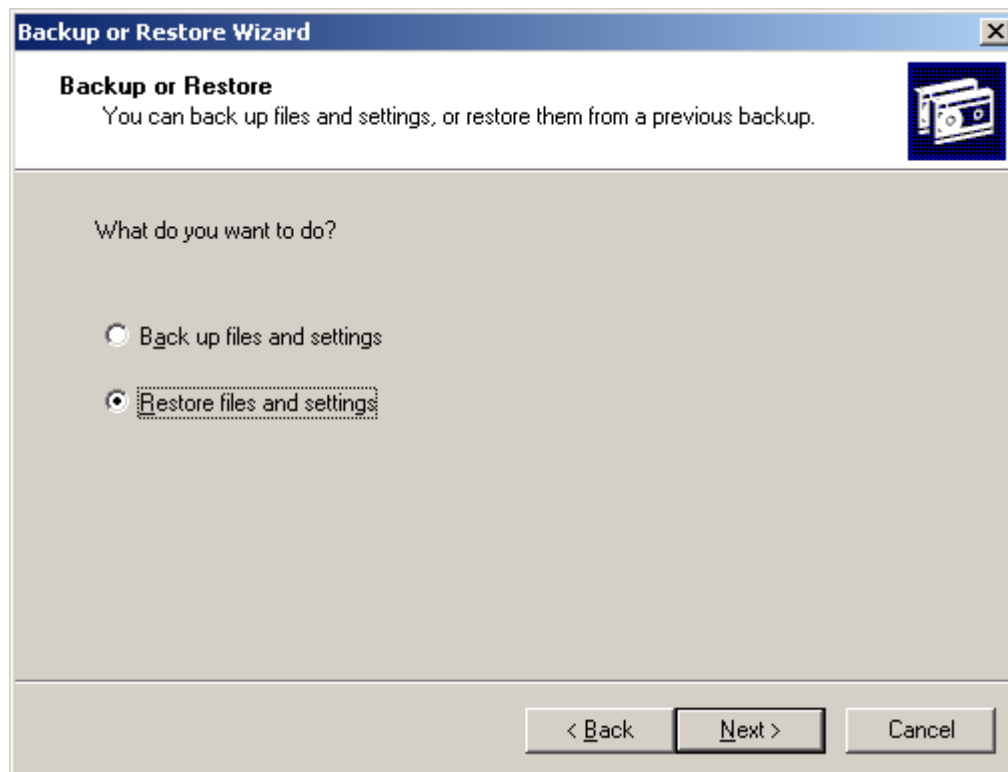 Backup or Restore Wizard
Backup or Restore
You can back up files and settings, or restore them from a previous backup.
What do you want to do?
Back up files and settings
Restore files and settings
< Back Next > Cancel